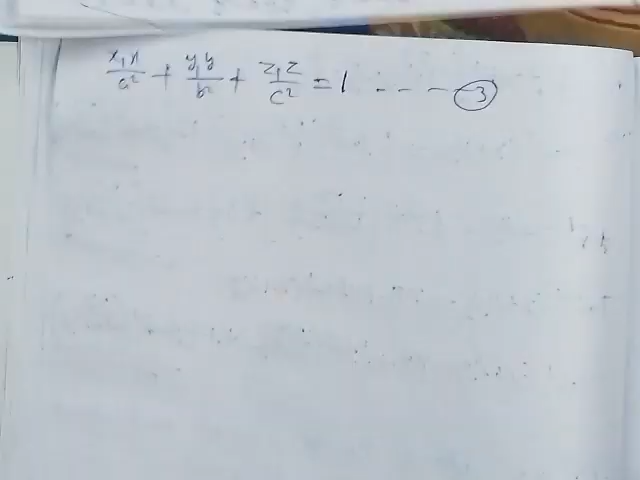 x₁x/a² + y₁y/b² + z₁z/c² = 1 - - - - ③